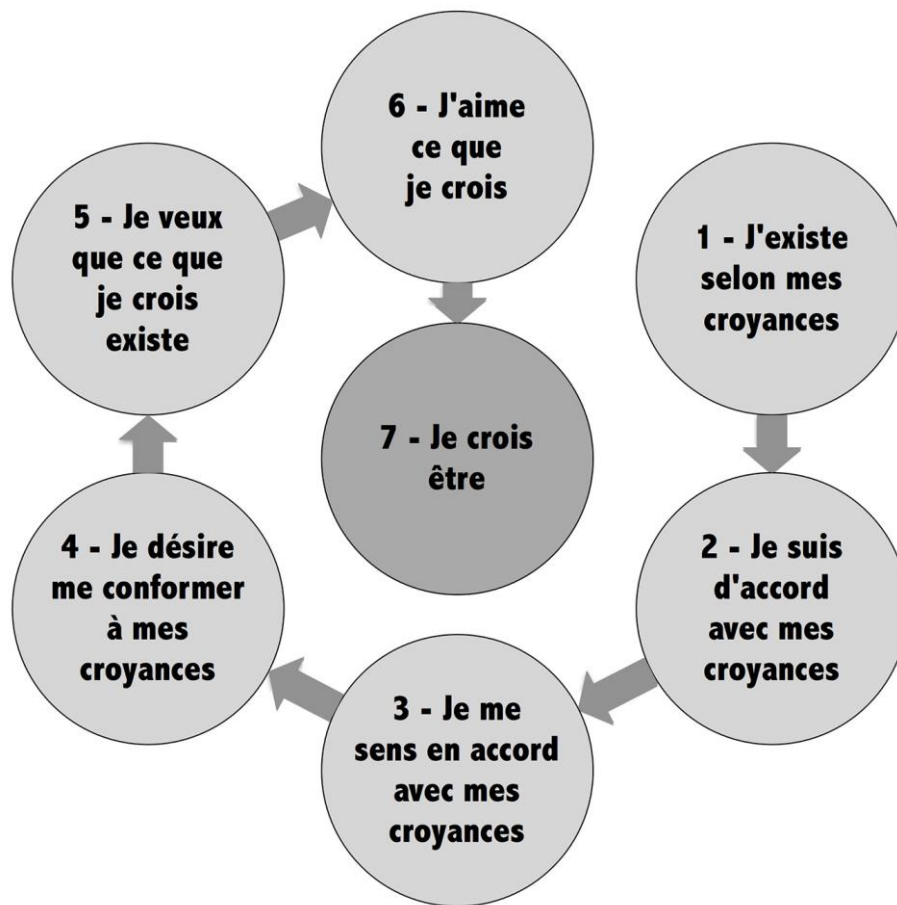 1 - J'existe
selon mes
croyances
2 - Je suis
d'accord
avec mes
croyances
3 - Je me
sens en accord
avec mes
croyances
4 - Je désire
me conformer
à mes
croyances
5 - Je veux
que ce que
je crois
existe
6 - J'aime
ce que
je crois
7 - Je crois
être